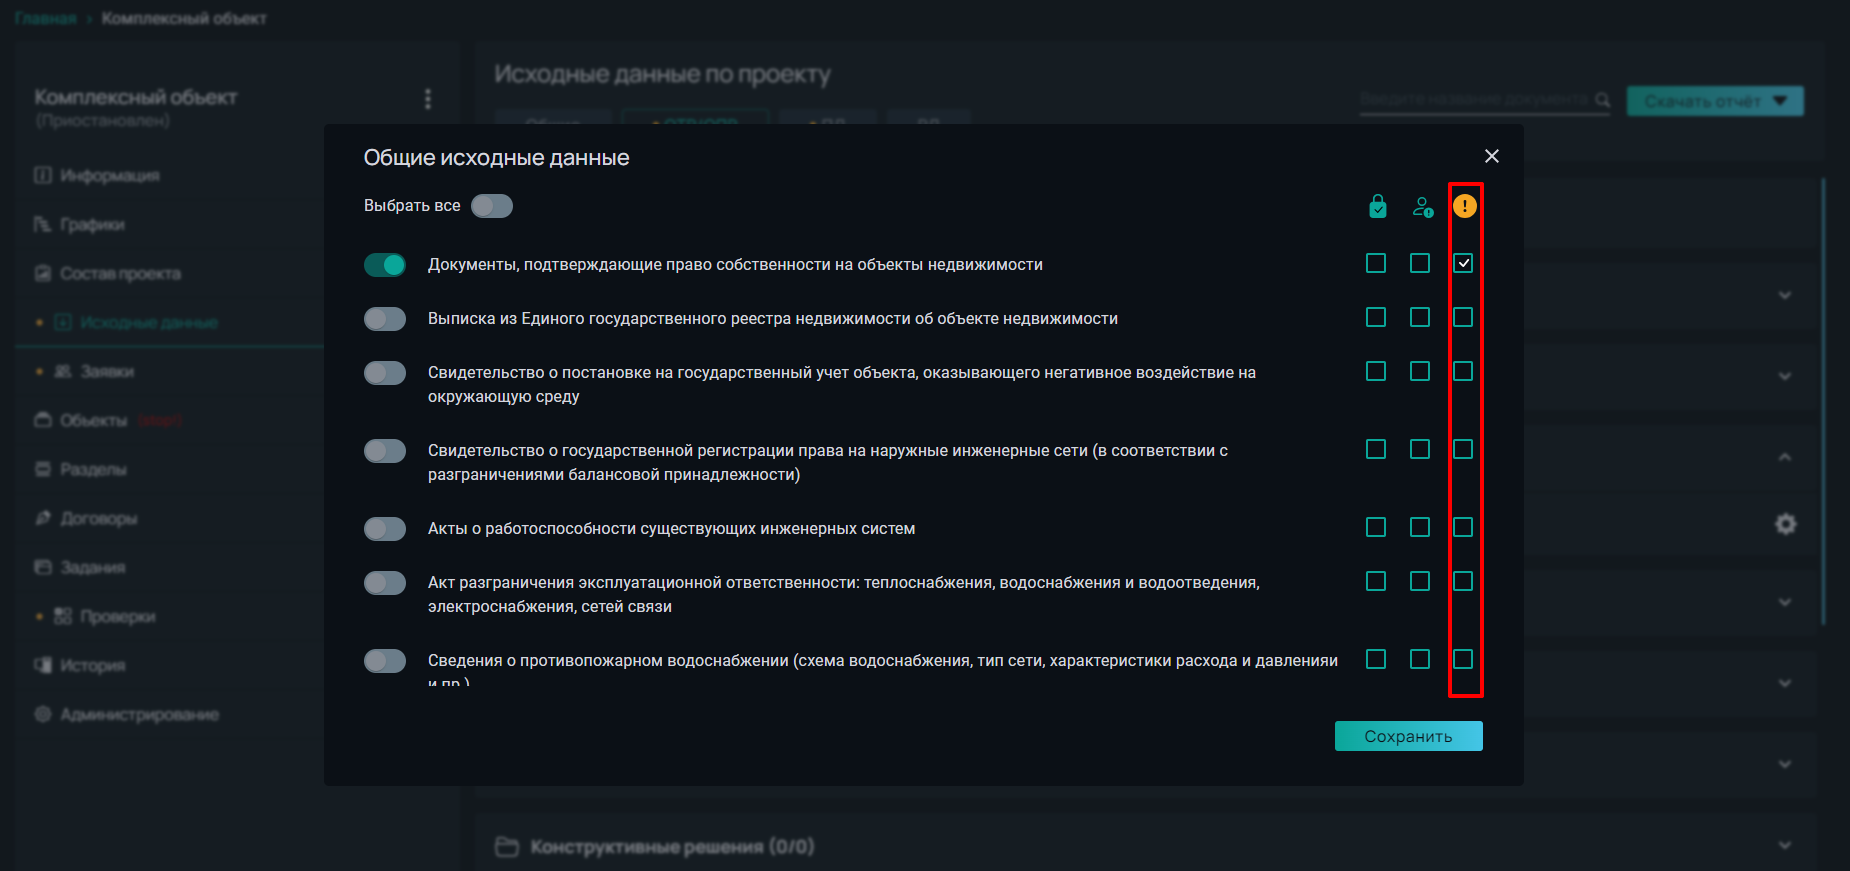 Главная › Комплексный объект
Комплексный объект
(Приостановлен)
Информация
Графики
Состав проекта
Исходные данные
Заявки
Объекты
Разделы
Договоры
Задания
Проверки
История
Администрирование
Исходные данные по проекту
Введите название документа
Скачать отчёт
Общие исходные данные
Выбрать все
Документы, подтверждающие право собственности на объекты недвижимости
Выписка из Единого государственного реестра недвижимости об объекте недвижимости
Свидетельство о постановке на государственный учет объекта, оказывающего негативное воздействие на
окружающую среду
Свидетельство о государственной регистрации права на наружные инженерные сети (в соответствии с
разграничениями балансовой принадлежности)
Акты о работоспособности существующих инженерных систем
Акт разграничения эксплуатационной ответственности: теплоснабжения, водоснабжения и водоотведения,
электроснабжения, сетей связи
Сведения о противопожарном водоснабжении (схема водоснабжения, тип сети, характеристики расхода и давленияи
и пр.)
Сохранить
Конструктивные решения (0/0)